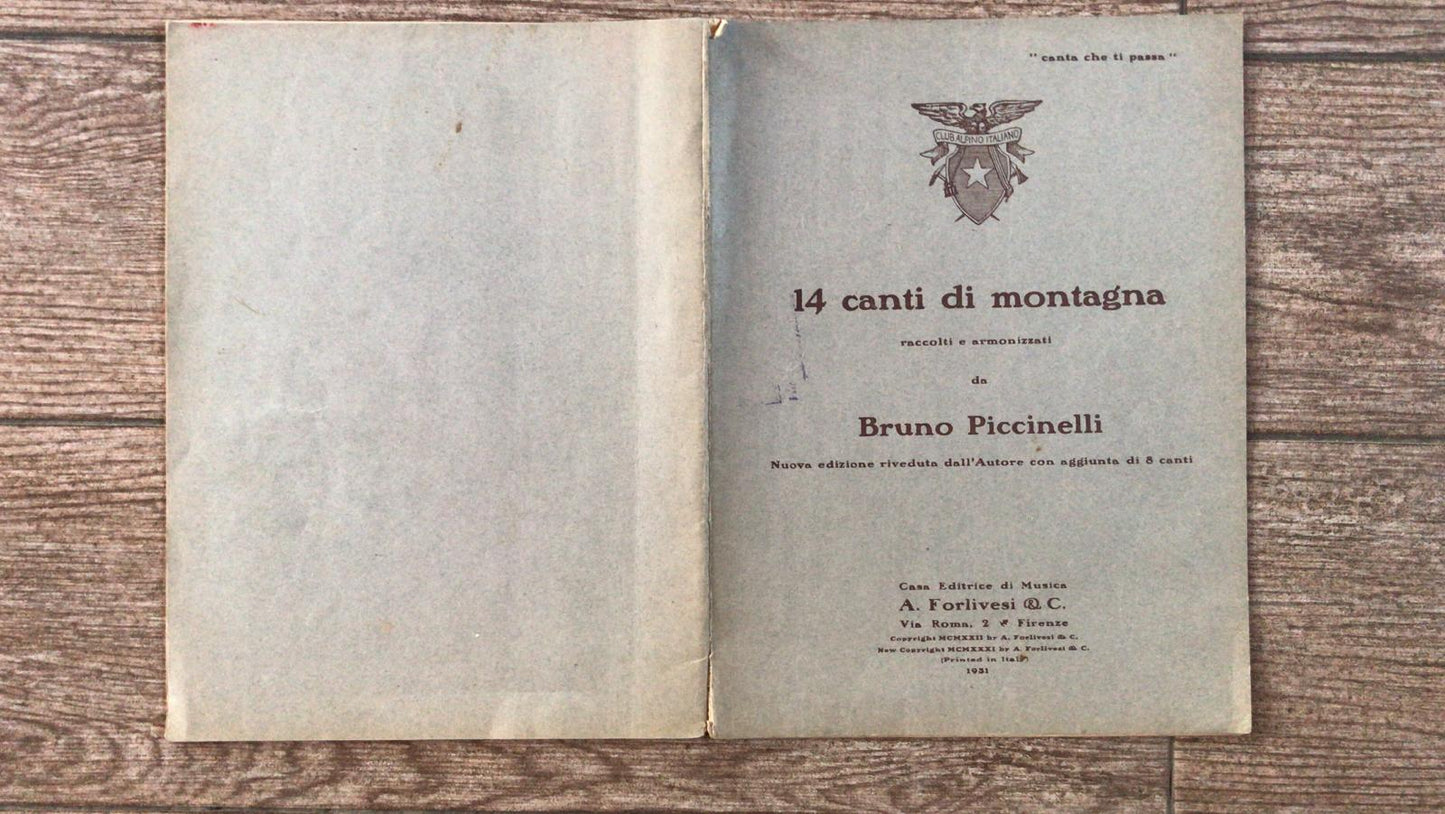 " canta che ti passa "
CLUB ALPINO ITALIANO
14 canti di montagna
raccolti e armonizzati
da
Bruno Piccinelli
Nuova edizione riveduta dall'Autore con aggiunta di 8 canti
Casa Editrice di Musica
A. Forlivesi & C.
Via Roma, 2 Firenze
Copyright MCMXXII by A. Forlivesi & C.
New Copyright MCMXXXI by A. Forlivesi & C.
(Printed in Italy)
1931